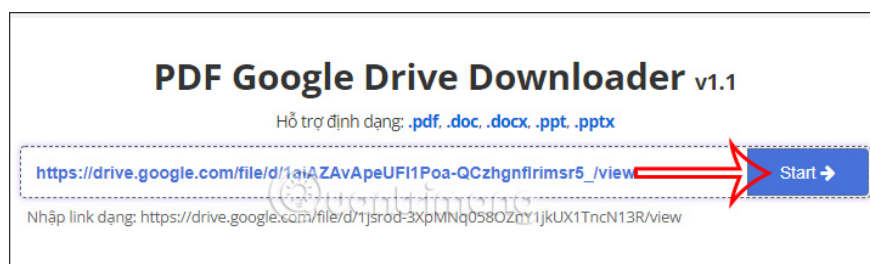 PDF Google Drive Downloader v1.1
Hỗ trợ định dạng: .pdf, .doc, .docx, .ppt, .pptx
https://drive.google.com/file/d/1aiAZAvApeUFI1Poa-QCzhgnflrimsr5_/view
Start
Nhập link dạng: https://drive.google.com/file/d/1jsrod-3XpMNq058OZnY1jkUX1TncN13R/view
Quantrimang